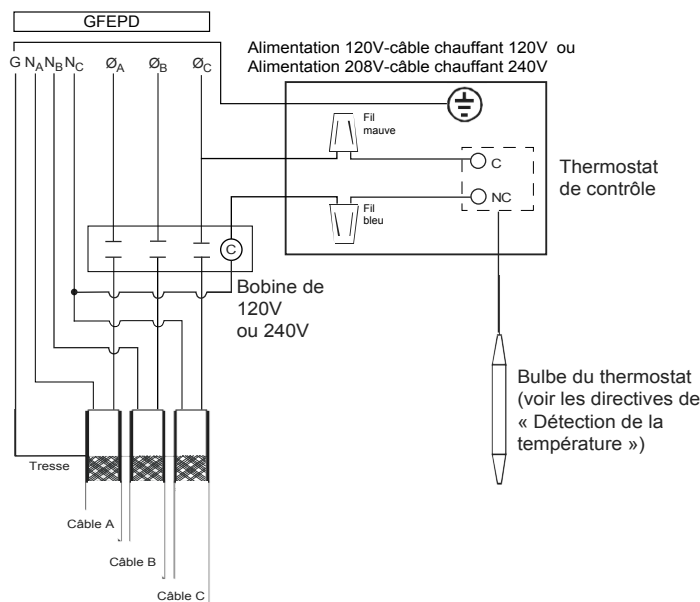 GFEPD
Alimentation 120V-câble chauffant 120V ou
Alimentation 208V-câble chauffant 240V
G NA NB NC ØA ØB ØC
Fil
mauve
C
Thermostat
de contrôle
NC
Fil
bleu
C
Bobine de
120V
ou 240V
Bulbe du thermostat
(voir les directives de
« Détection de la
température »)
Tresse
Câble A
Câble B
Câble C